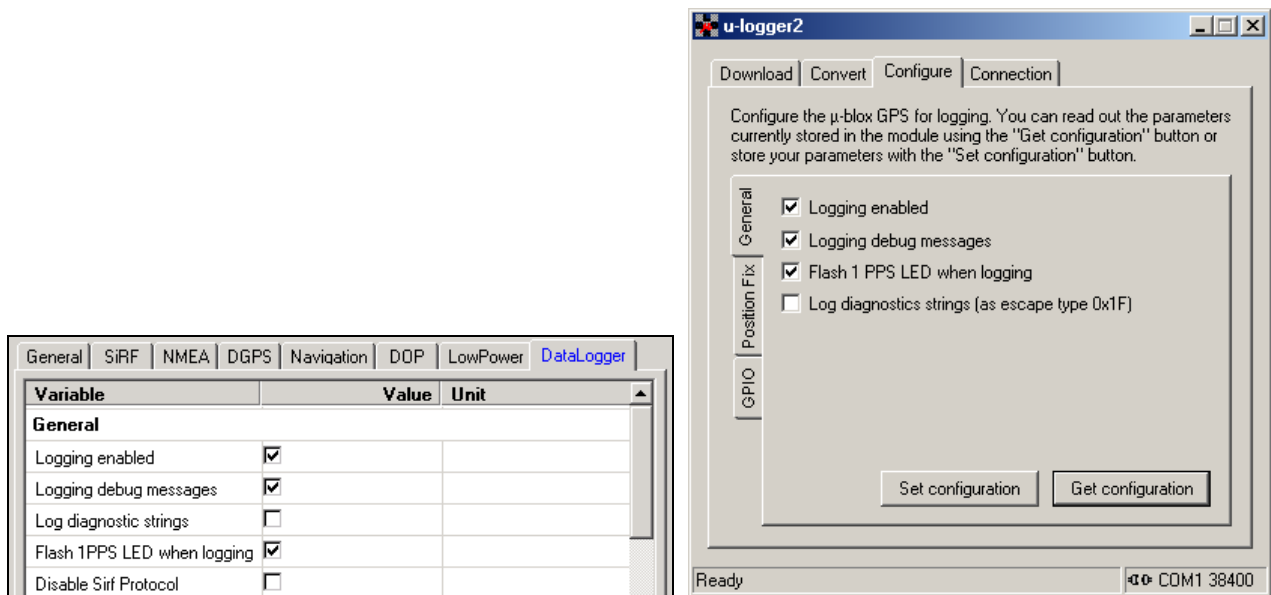 General SiRF NMEA DGPS Navigation DOP LowPower DataLogger
Variable Value Unit
General
Logging enabled
Logging debug messages
Log diagnostic strings
Flash 1PPS LED when logging
Disable Sirf Protocol
u-logger2
Download Convert Configure Connection
Configure the µ-blox GPS for logging. You can read out the parameters
currently stored in the module using the "Get configuration" button or
store your parameters with the "Set configuration" button.
General
Position Fix
GPIO
Logging enabled
Logging debug messages
Flash 1 PPS LED when logging
Log diagnostics strings (as escape type 0x1F)
Set configuration Get configuration
Ready COM1 38400